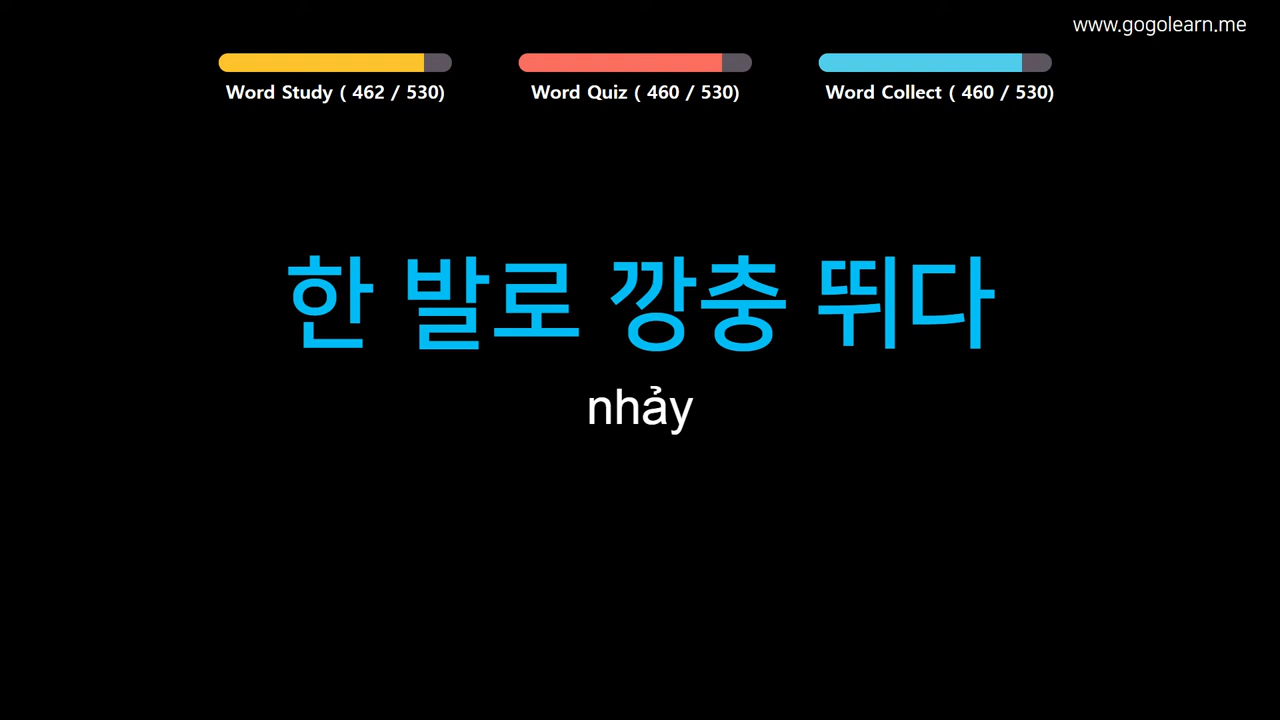 www.gogolearn.me
Word Study ( 462 / 530)
Word Quiz ( 460 / 530)
Word Collect ( 460 / 530)
한 발로 깡충 뛰다
nhảy